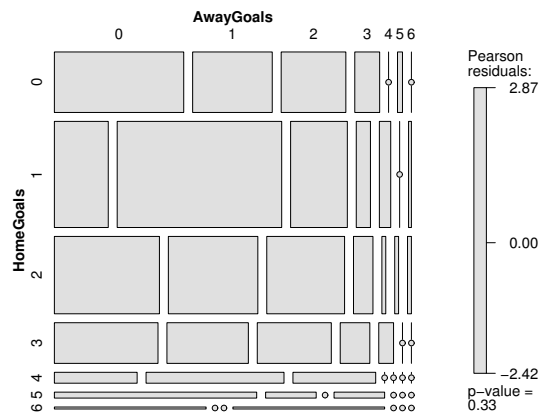 AwayGoals
0 1 2 3 4 5 6
HomeGoals
0
1
2
3
4
5
6
Pearson
residuals:
2.87
0.00
−2.42
p−value =
0.33